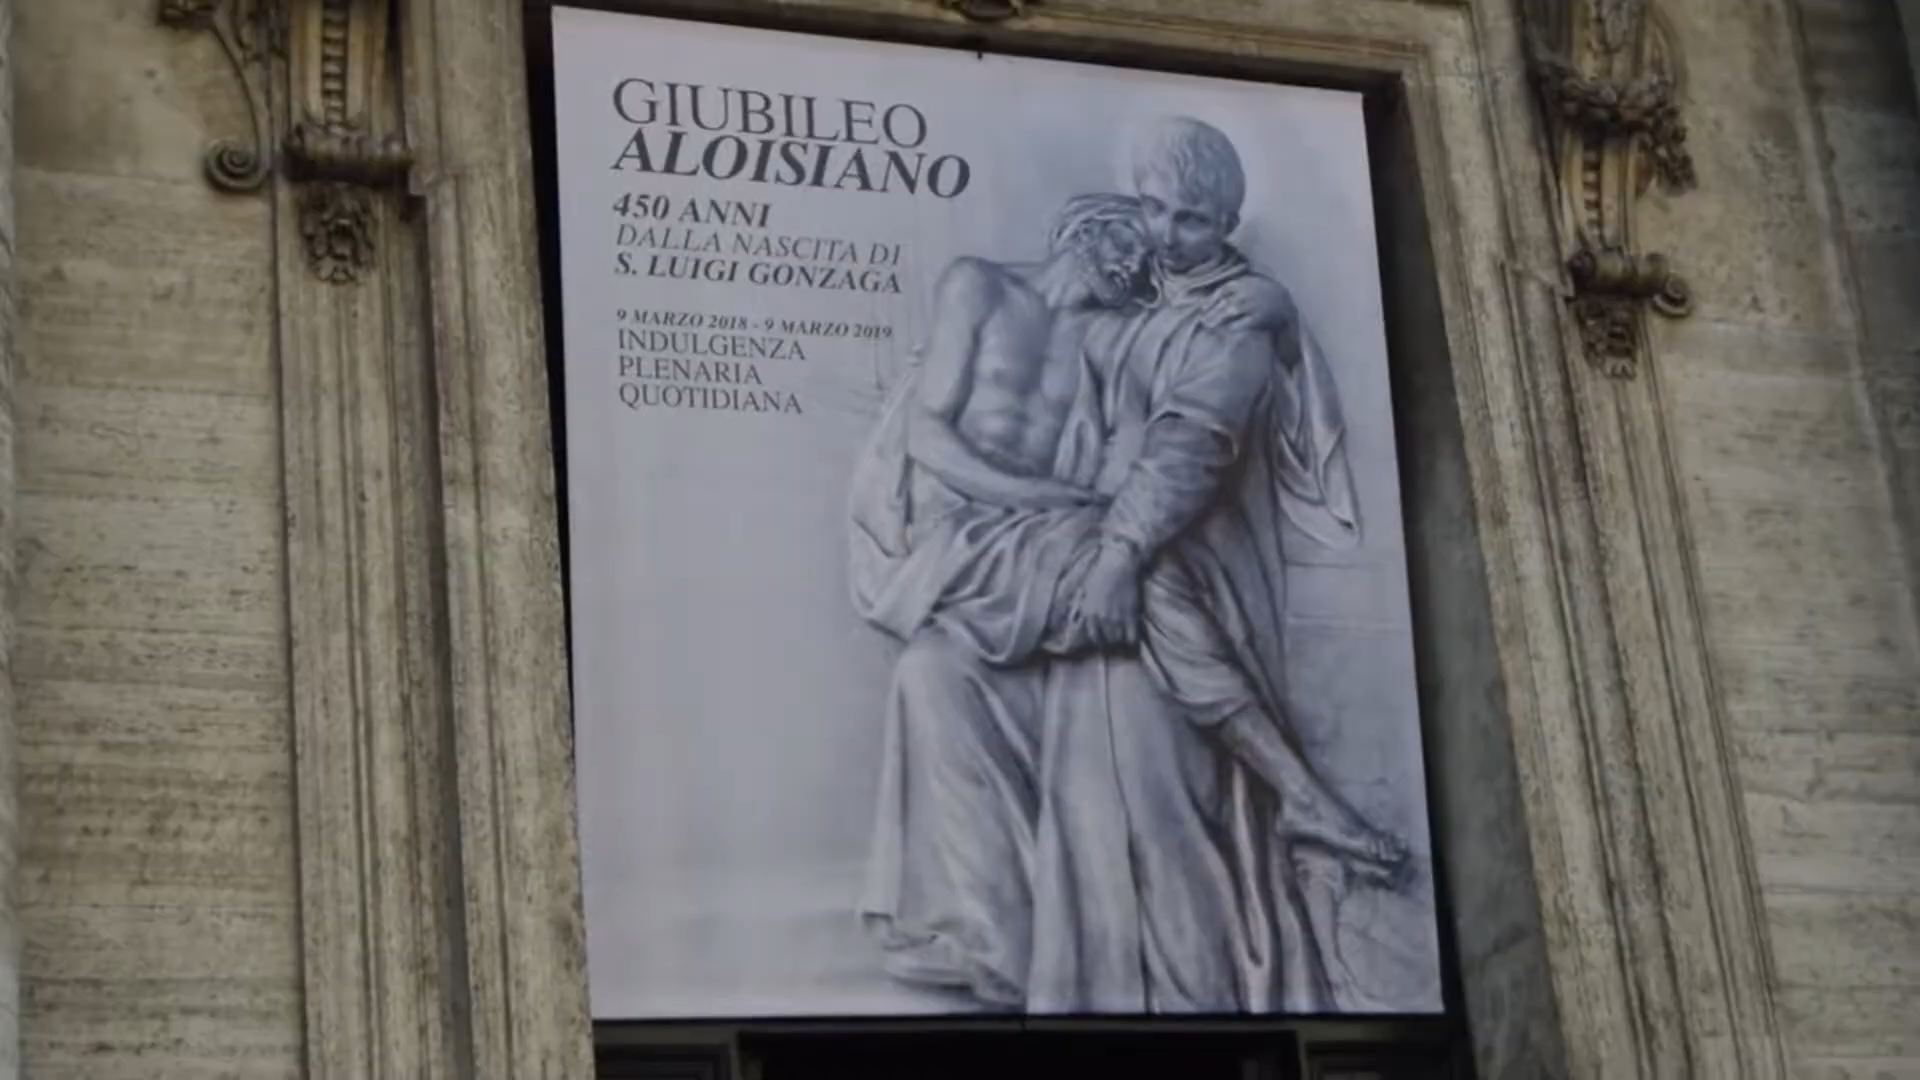 GIUBILEO
ALOISIANO
450 ANNI
DALLA NASCITA DI
S. LUIGI GONZAGA
9 MARZO 2018 - 9 MARZO 2019
INDULGENZA
PLENARIA
QUOTIDIANA